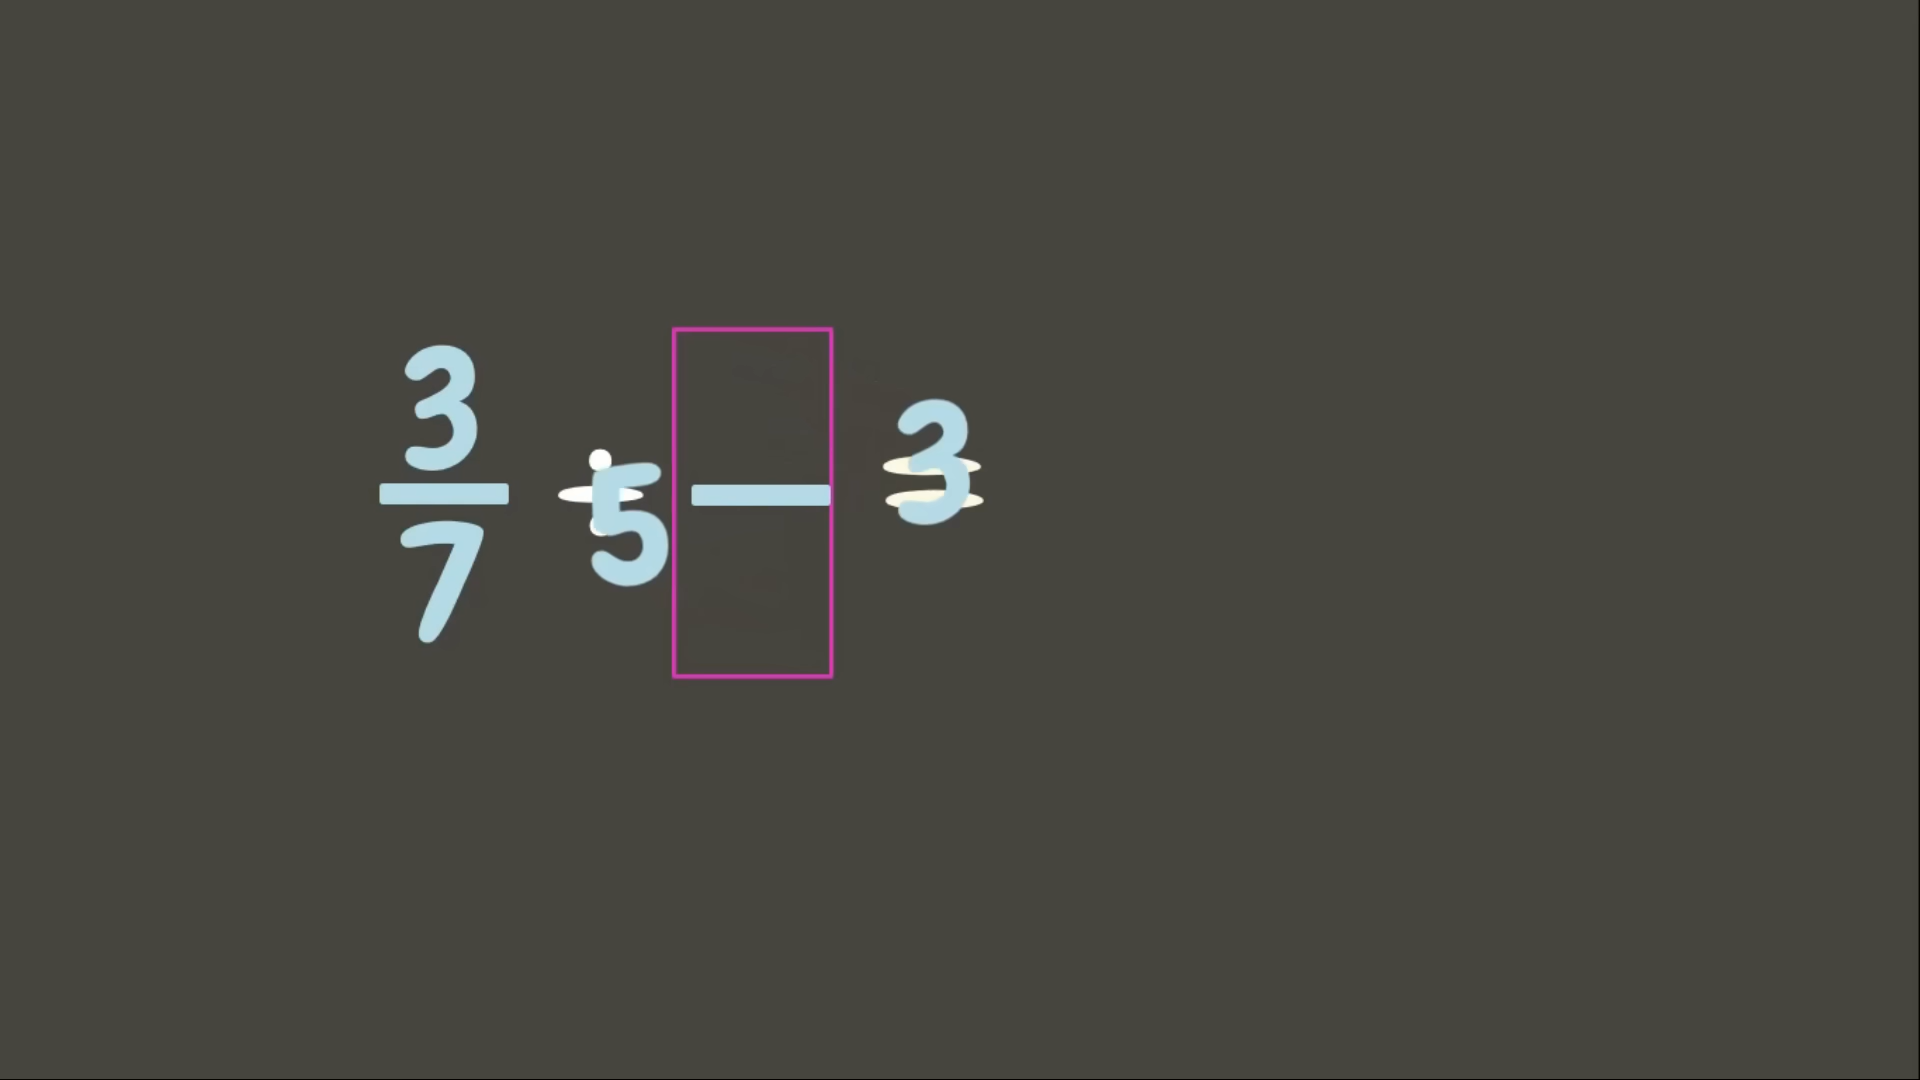 3
÷ 5 — 3 =
7